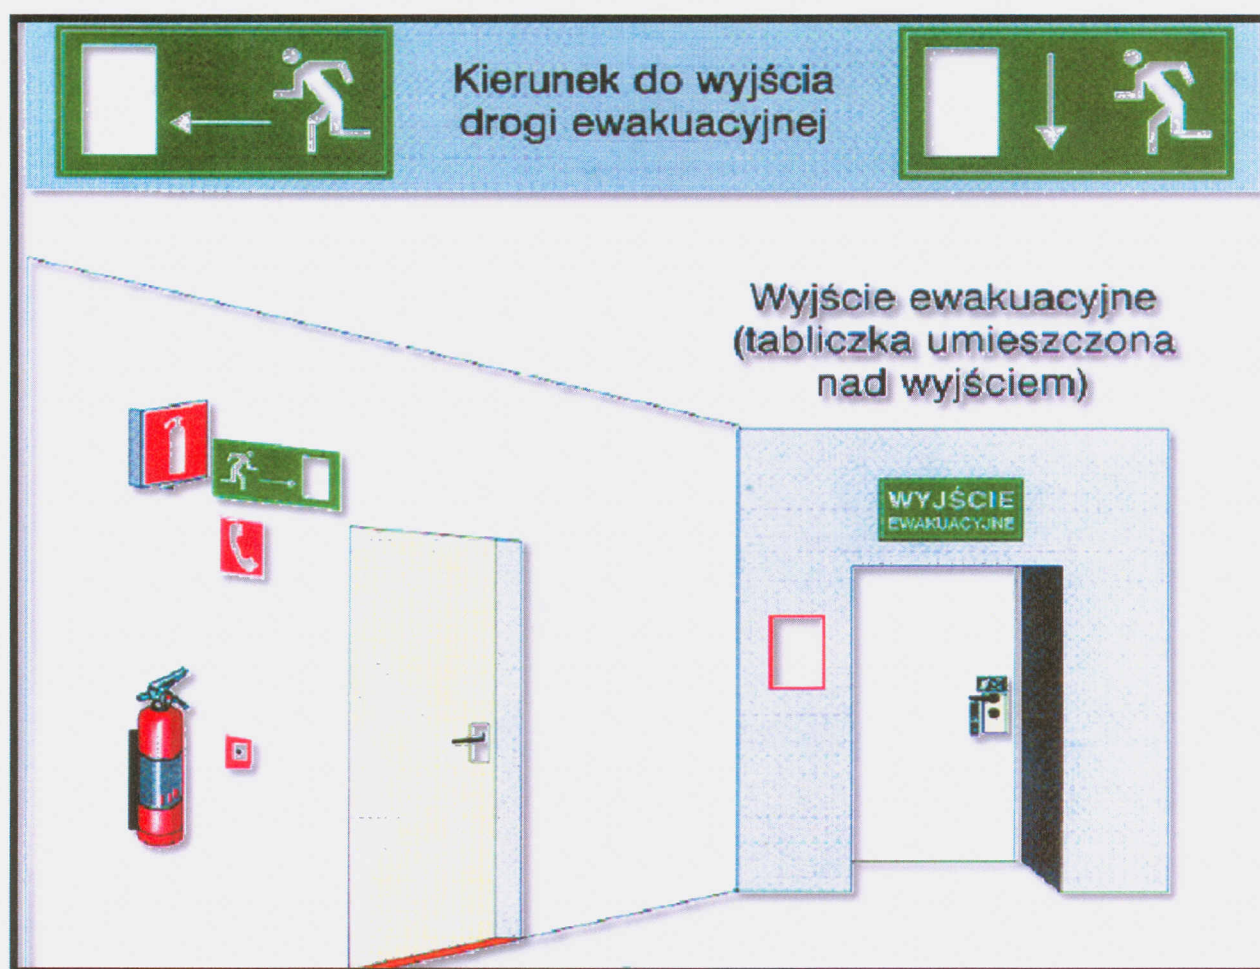 Kierunek do wyjścia
drogi ewakuacyjnej
Wyjście ewakuacyjne
(tabliczka umieszczona
nad wyjściem)
WYJŚCIE
EWAKUACYJNE